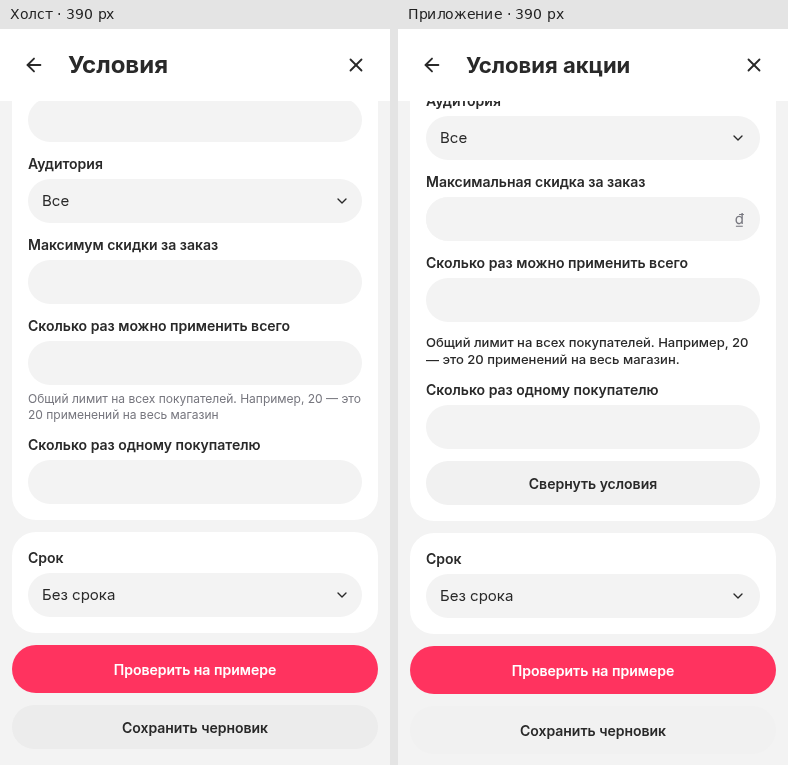 Холст · 390 px
Условия
Аудитория
Все
Максимум скидки за заказ
Сколько раз можно применить всего
Общий лимит на всех покупателей. Например, 20 — это
20 применений на весь магазин
Сколько раз одному покупателю
Срок
Без срока
Проверить на примере
Сохранить черновик
Приложение · 390 px
Условия акции
Аудитория
Все
Максимальная скидка за заказ
₫
Сколько раз можно применить всего
Общий лимит на всех покупателей. Например, 20
— это 20 применений на весь магазин.
Сколько раз одному покупателю
Свернуть условия
Срок
Без срока
Проверить на примере
Сохранить черновик